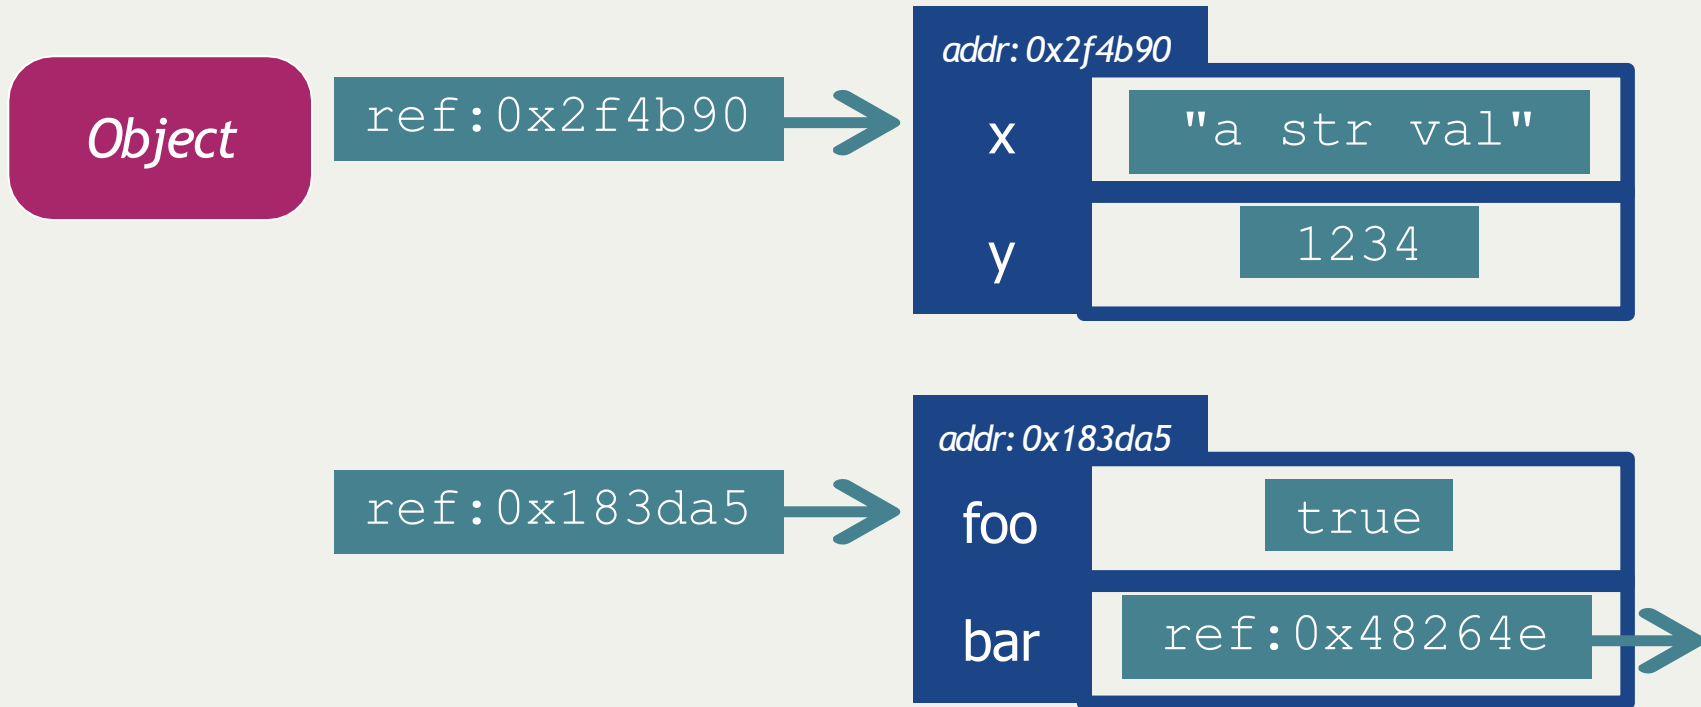 Object
ref:0x2f4b90
addr: 0x2f4b90
x
"a str val"
y
1234
ref:0x183da5
addr: 0x183da5
foo
true
bar
ref:0x48264e